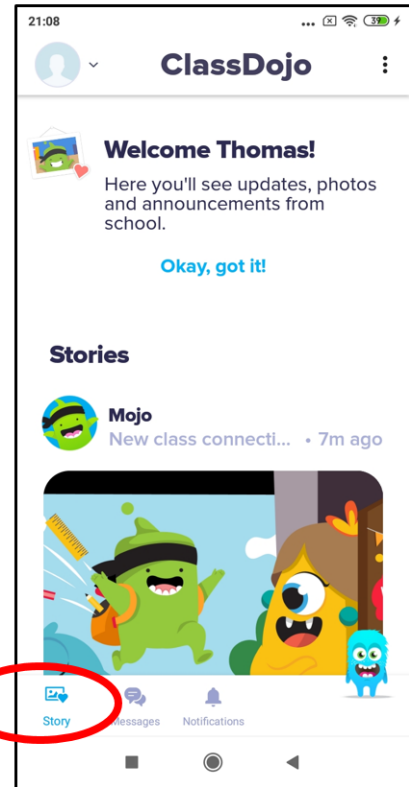 21:08
39
ClassDojo
Welcome Thomas!
Here you'll see updates, photos
and announcements from
school.
Okay, got it!
Stories
Mojo
New class connecti... • 7m ago
Story
Messages
Notifications